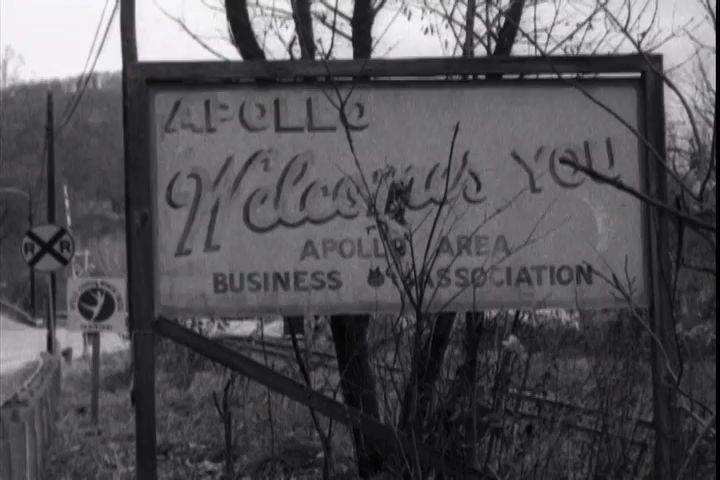 APOLLO
Welcomes YOU
APOLLO AREA
BUSINESS ASSOCIATION
R R